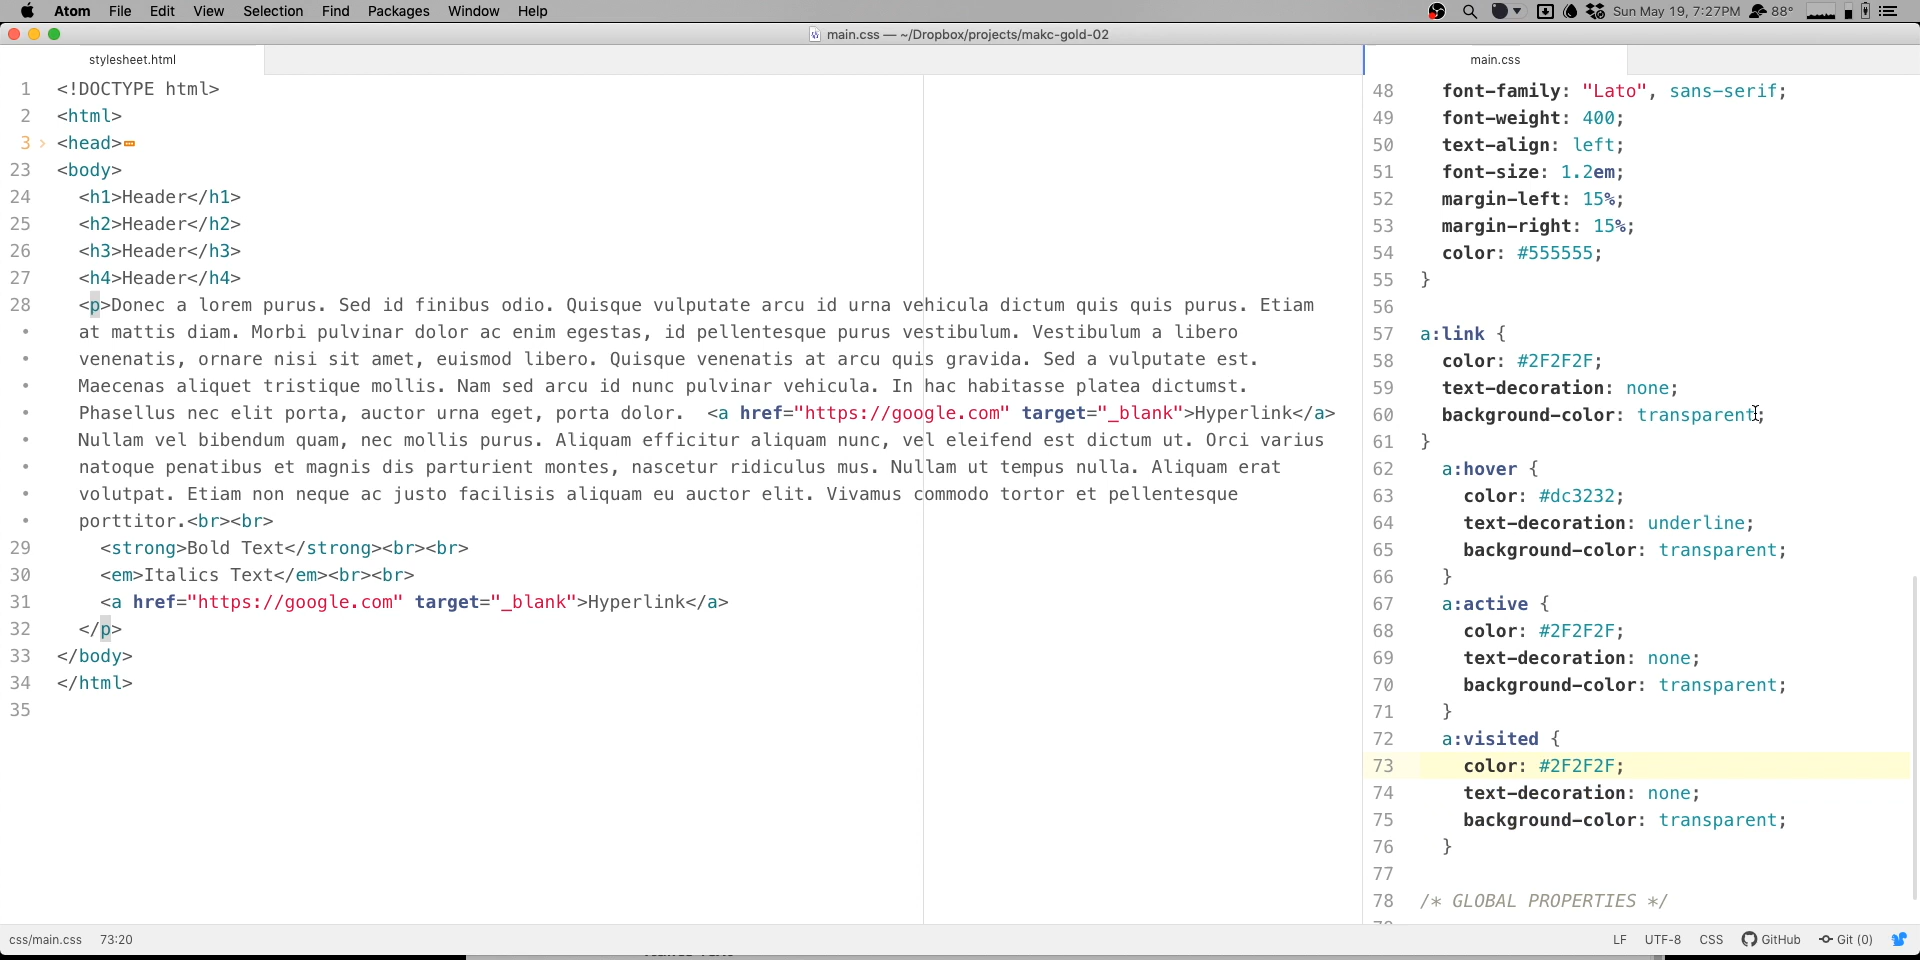 Atom File Edit View Selection Find Packages Window Help Sun May 19, 7:27PM 88°
main.css — ~/Dropbox/projects/makc-gold-02
stylesheet.html
1 <!DOCTYPE html>
2 <html>
3 <head>
23 <body>
24 <h1>Header</h1>
25 <h2>Header</h2>
26 <h3>Header</h3>
27 <h4>Header</h4>
28 <p>Donec a lorem purus. Sed id finibus odio. Quisque vulputate arcu id urna vehicula dictum quis quis purus. Etiam
at mattis diam. Morbi pulvinar dolor ac enim egestas, id pellentesque purus vestibulum. Vestibulum a libero
venenatis, ornare nisi sit amet, euismod libero. Quisque venenatis at arcu quis gravida. Sed a vulputate est.
Maecenas aliquet tristique mollis. Nam sed arcu id nunc pulvinar vehicula. In hac habitasse platea dictumst.
Phasellus nec elit porta, auctor urna eget, porta dolor.  <a href="https://google.com" target="_blank">Hyperlink</a>
Nullam vel bibendum quam, nec mollis purus. Aliquam efficitur aliquam nunc, vel eleifend est dictum ut. Orci varius
natoque penatibus et magnis dis parturient montes, nascetur ridiculus mus. Nullam ut tempus nulla. Aliquam erat
volutpat. Etiam non neque ac justo facilisis aliquam eu auctor elit. Vivamus commodo tortor et pellentesque
porttitor.<br><br>
29 <strong>Bold Text</strong><br><br>
30 <em>Italics Text</em><br><br>
31 <a href="https://google.com" target="_blank">Hyperlink</a>
32 </p>
33 </body>
34 </html>
35
main.css
48 font-family: "Lato", sans-serif;
49 font-weight: 400;
50 text-align: left;
51 font-size: 1.2em;
52 margin-left: 15%;
53 margin-right: 15%;
54 color: #555555;
55 }
56
57 a:link {
58 color: #2F2F2F;
59 text-decoration: none;
60 background-color: transparent;
61 }
62 a:hover {
63 color: #dc3232;
64 text-decoration: underline;
65 background-color: transparent;
66 }
67 a:active {
68 color: #2F2F2F;
69 text-decoration: none;
70 background-color: transparent;
71 }
72 a:visited {
73 color: #2F2F2F;
74 text-decoration: none;
75 background-color: transparent;
76 }
77
78 /* GLOBAL PROPERTIES */
css/main.css 73:20 LF UTF-8 CSS GitHub Git (0)